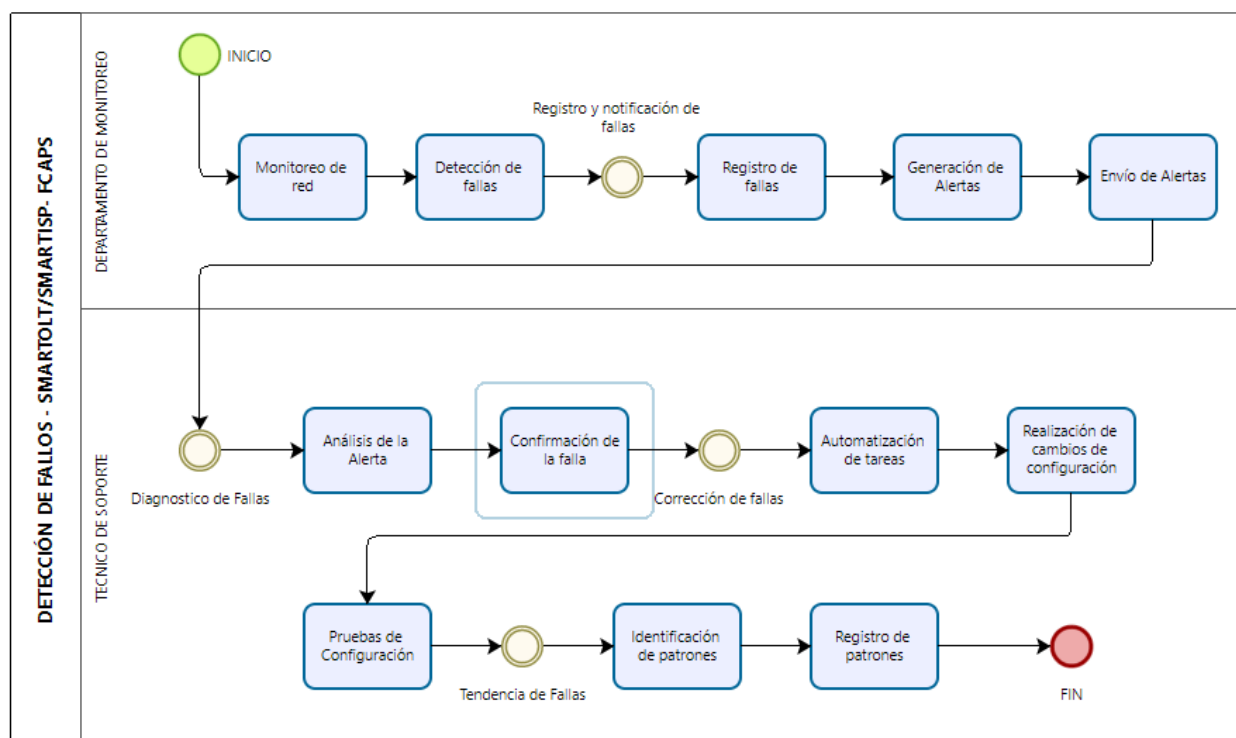 DETECCIÓN DE FALLOS - SMARTOLT/SMARTISP- FCAPS
DEPARTAMENTO DE MONITOREO
INICIO
Monitoreo de
red
Detección de
fallas
Registro y notificación de
fallas
Registro de
fallas
Generación de
Alertas
Envío de Alertas
TECNICO DE SOPORTE
Diagnostico de Fallas
Análisis de la
Alerta
Confirmación de
la falla
Corrección de fallas
Automatización
de tareas
Realización de
cambios de
configuración
Pruebas de
Configuración
Tendencia de Fallas
Identificación
de patrones
Registro de
patrones
FIN